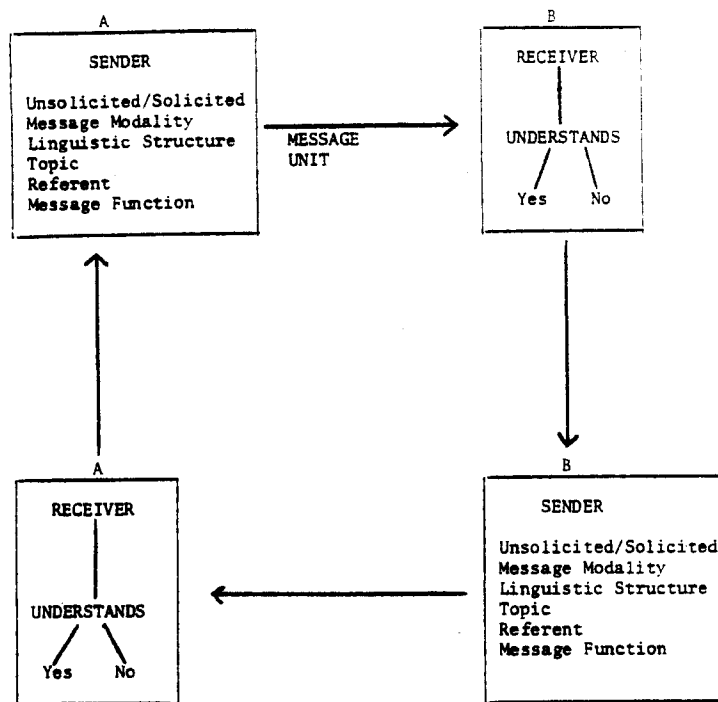 A
SENDER
Unsolicited/Solicited
Message Modality
Linguistic Structure
Topic
Referent
Message Function
MESSAGE
UNIT
B
RECEIVER
UNDERSTANDS
Yes No
B
SENDER
Unsolicited/Solicited
Message Modality
Linguistic Structure
Topic
Referent
Message Function
A
RECEIVER
UNDERSTANDS
Yes No